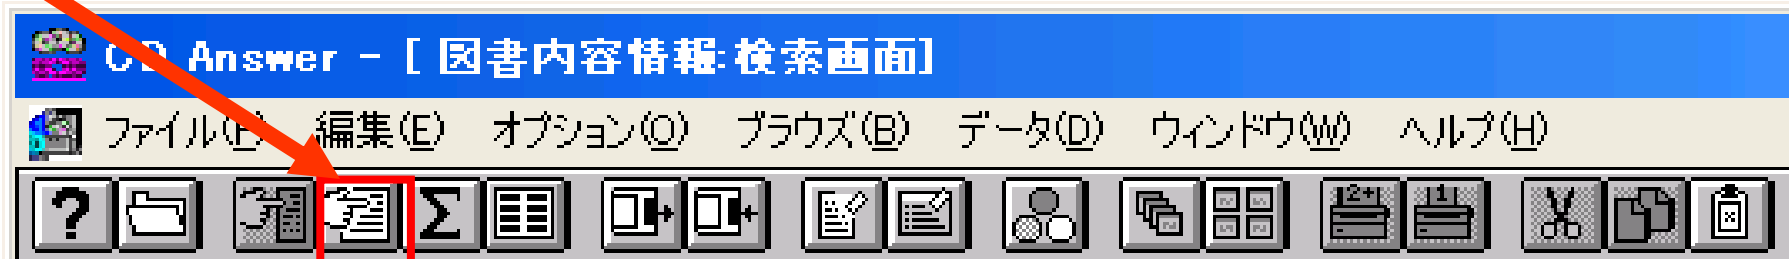 CD Answer - [ 図書内容情報:検索画面]
ファイル(F) 編集(E) オプション(O) ブラウズ(B) データ(D) ウィンドウ(W) ヘルプ(H)
? Σ 2+ 1